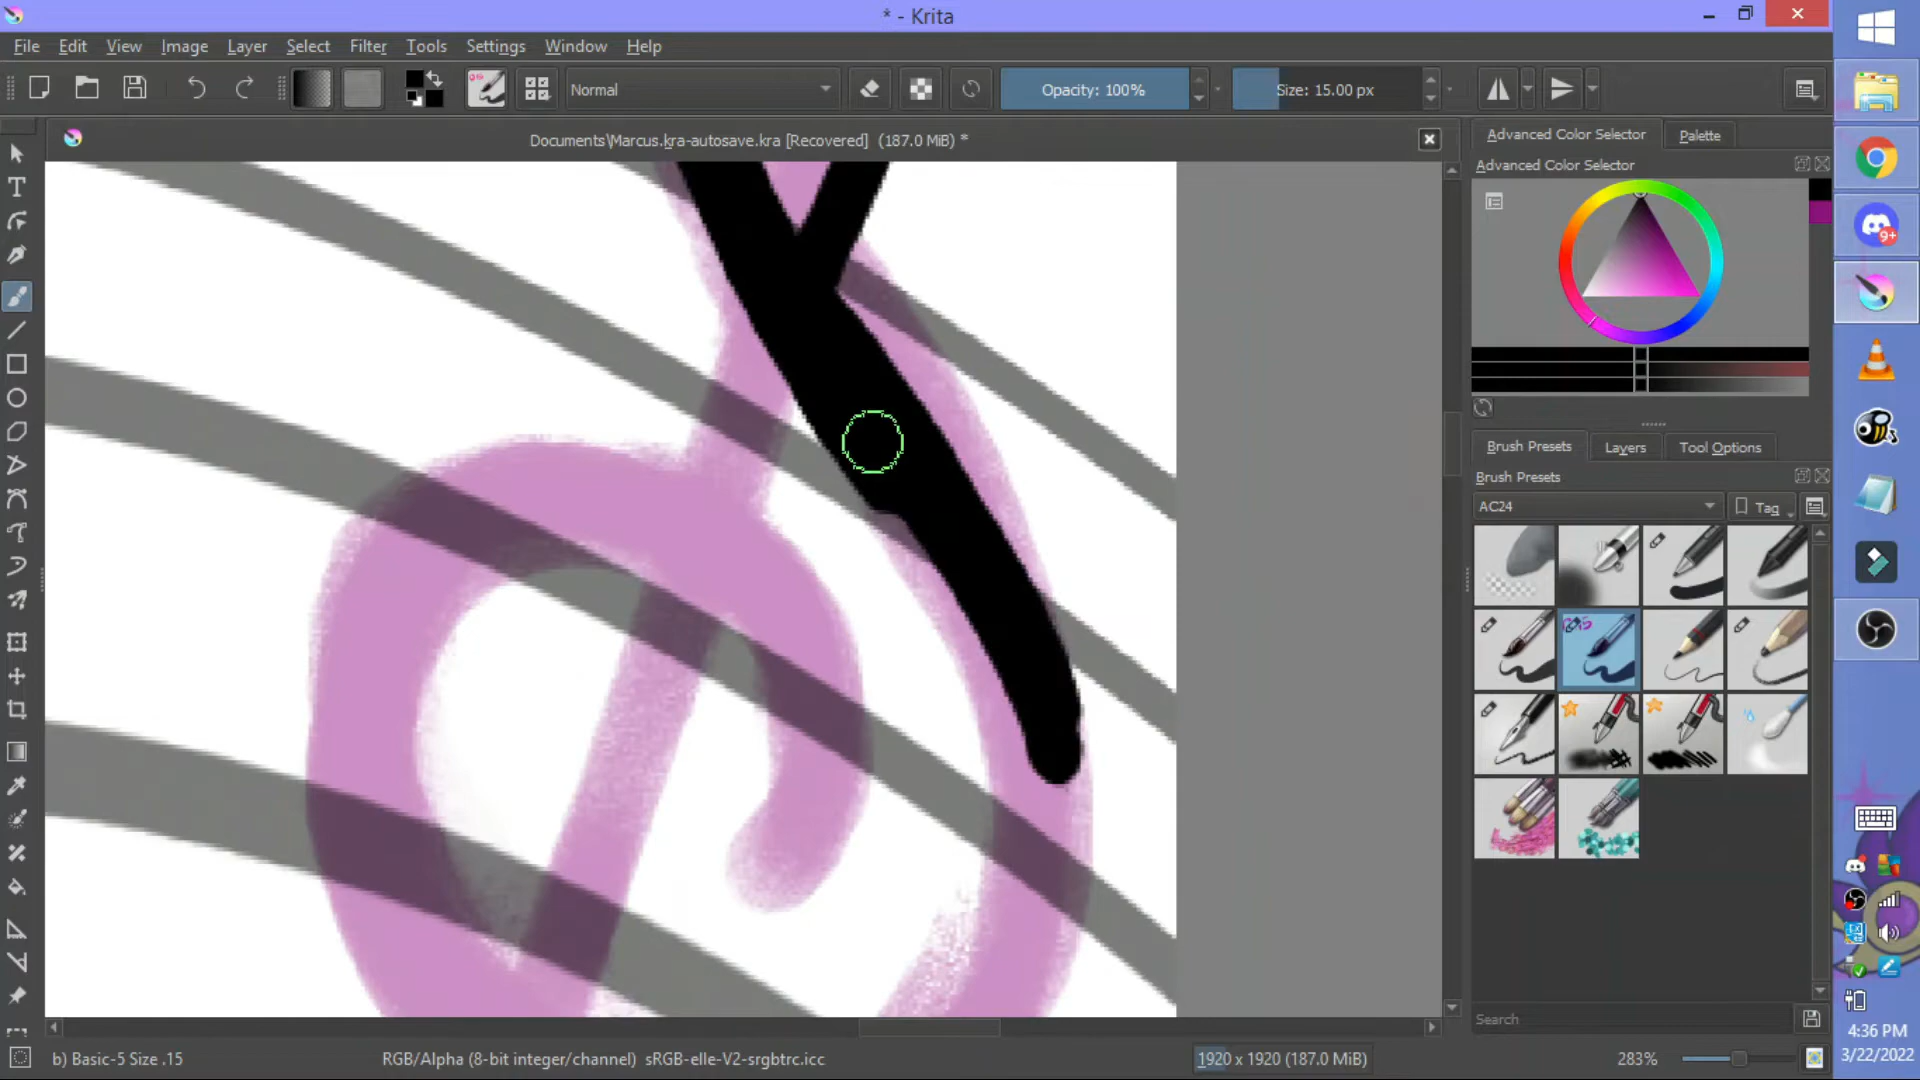 * - Krita
File Edit View Image Layer Select Filter Tools Settings Window Help
Normal
Opacity: 100%
Size: 15.00 px
Documents\Marcus.kra-autosave.kra [Recovered] (187.0 MiB) *
Advanced Color Selector
Palette
Advanced Color Selector
9+
Brush Presets
Layers
Tool Options
Brush Presets
AC24
Tag
Search
b) Basic-5 Size .15
RGB/Alpha (8-bit integer/channel) sRGB-elle-V2-srgbtrc.icc
1920 x 1920 (187.0 MiB)
283%
4:36 PM
3/22/2022